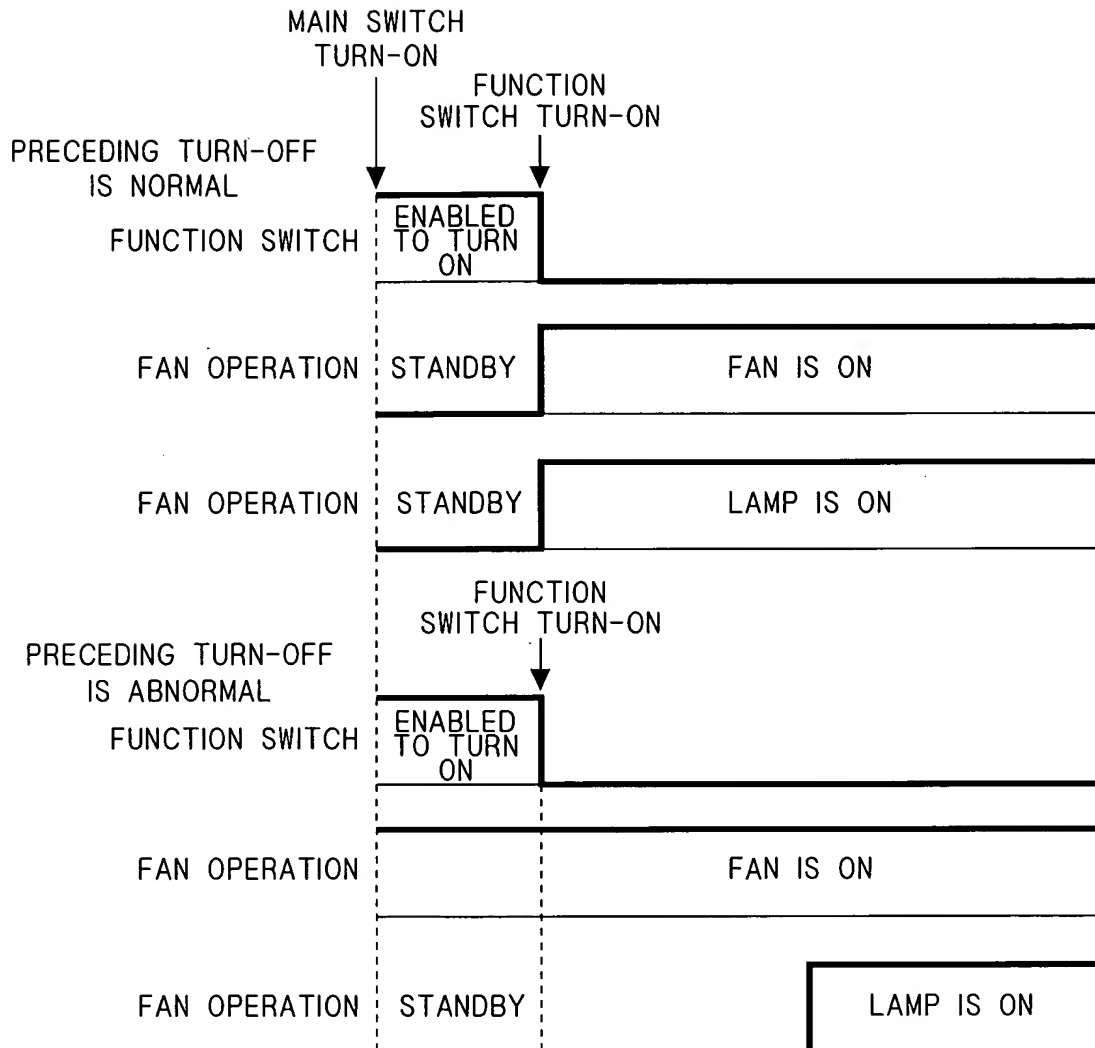 MAIN SWITCH
TURN-ON
FUNCTION
SWITCH TURN-ON
PRECEDING TURN-OFF
IS NORMAL
FUNCTION SWITCH
ENABLED
TO TURN
ON
FAN OPERATION
STANDBY
FAN IS ON
FAN OPERATION
STANDBY
LAMP IS ON
FUNCTION
SWITCH TURN-ON
PRECEDING TURN-OFF
IS ABNORMAL
FUNCTION SWITCH
ENABLED
TO TURN
ON
FAN OPERATION
FAN IS ON
FAN OPERATION
STANDBY
LAMP IS ON